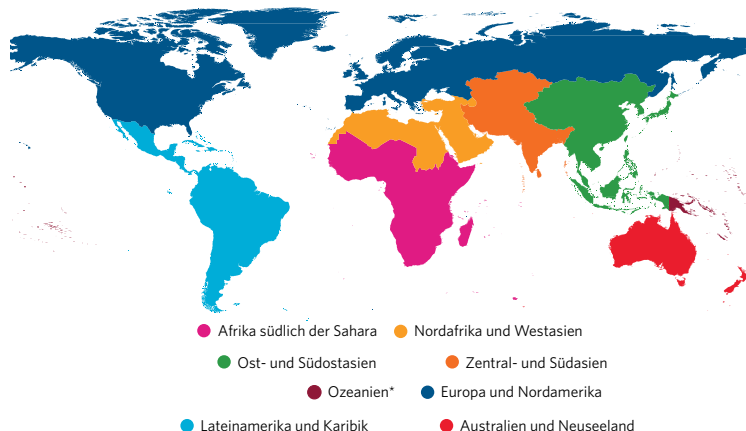 Afrika südlich der Sahara Nordafrika und Westasien
Ost- und Südostasien Zentral- und Südasien
Ozeanien* Europa und Nordamerika
Lateinamerika und Karibik Australien und Neuseeland